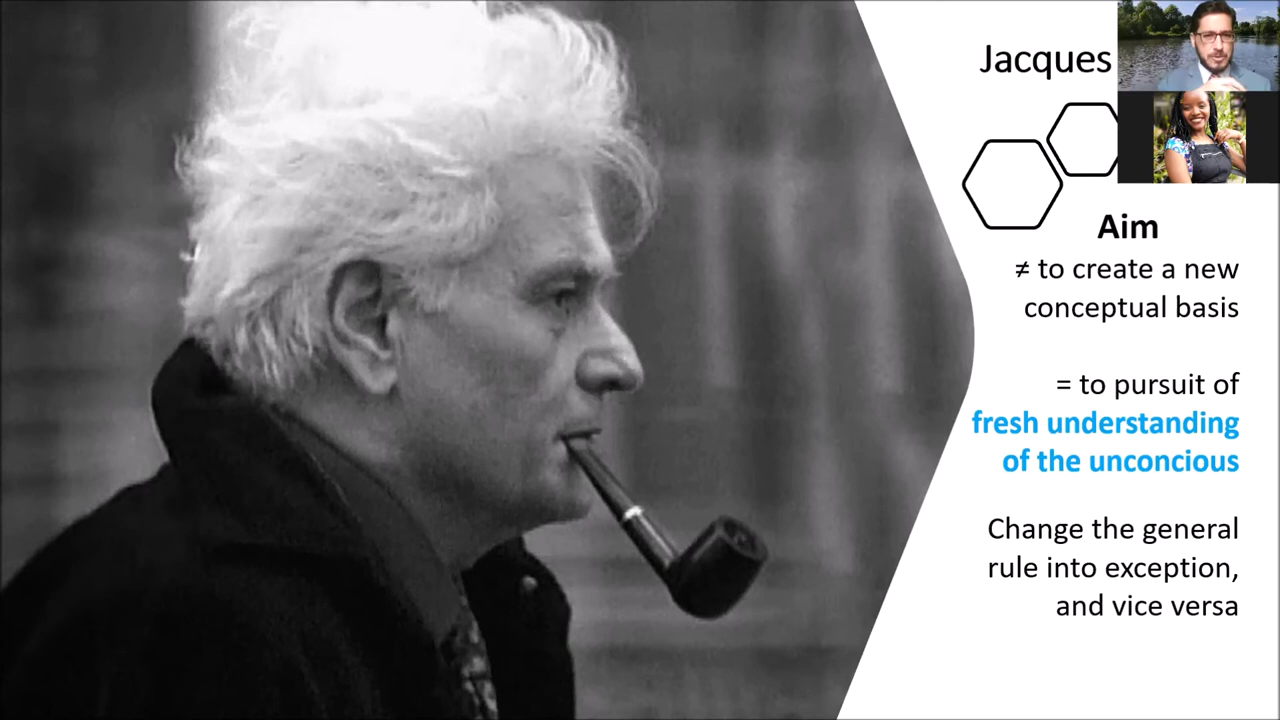 Jacques
Aim
≠ to create a new
conceptual basis
= to pursuit of
fresh understanding
of the unconcious
Change the general
rule into exception,
and vice versa